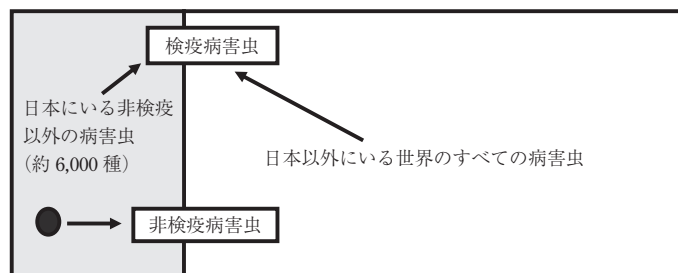 検疫病害虫
日本にいる非検疫
以外の病害虫
（約 6,000 種）
日本以外にいる世界のすべての病害虫
非検疫病害虫